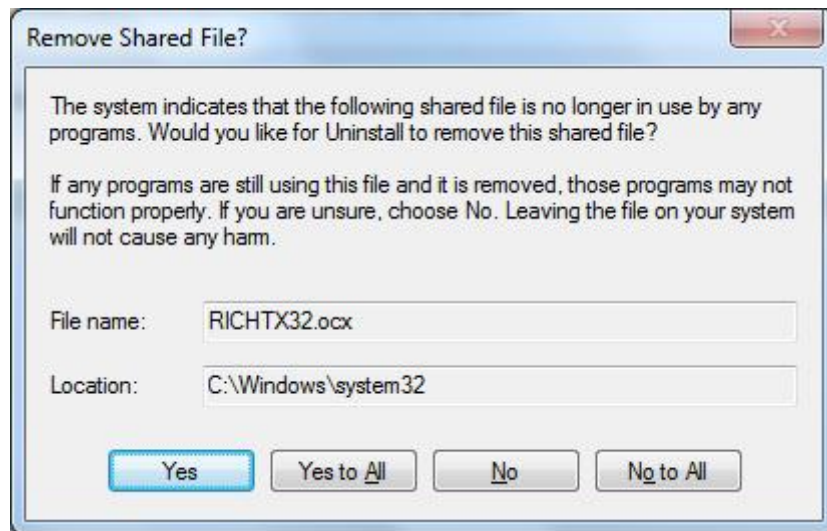 Remove Shared File?
The system indicates that the following shared file is no longer in use by any
programs. Would you like for Uninstall to remove this shared file?
If any programs are still using this file and it is removed, those programs may not
function properly. If you are unsure, choose No. Leaving the file on your system
will not cause any harm.
File name: RICHTX32.ocx
Location: C:\Windows\system32
Yes Yes to All No No to All